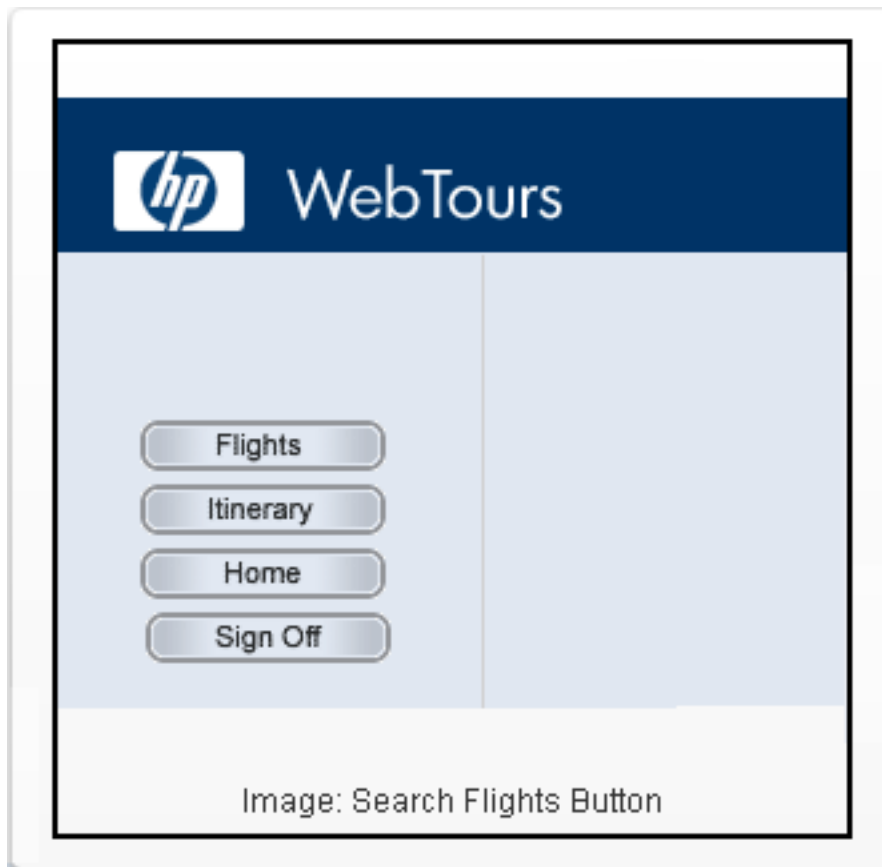 hp WebTours
Flights
Itinerary
Home
Sign Off
Image: Search Flights Button